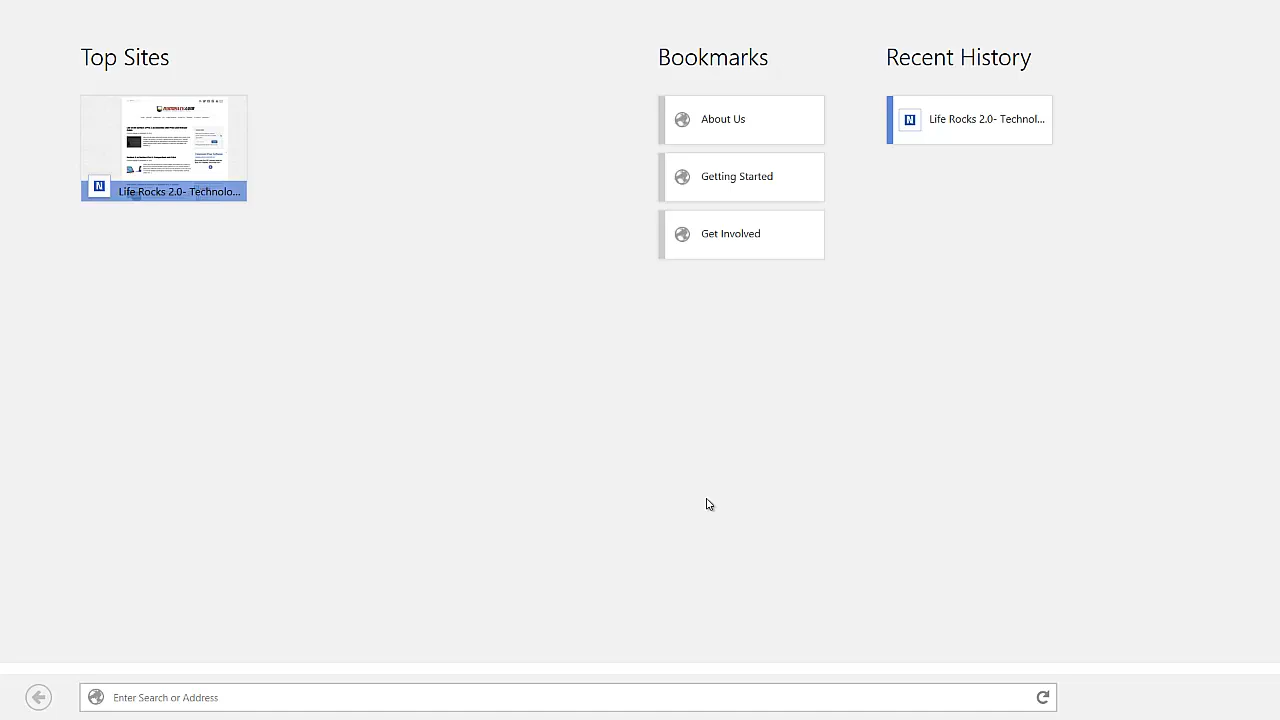 Top Sites
Life Rocks 2.0- Technolo...
Bookmarks
About Us
Getting Started
Get Involved
Recent History
Life Rocks 2.0- Technol...
Enter Search or Address